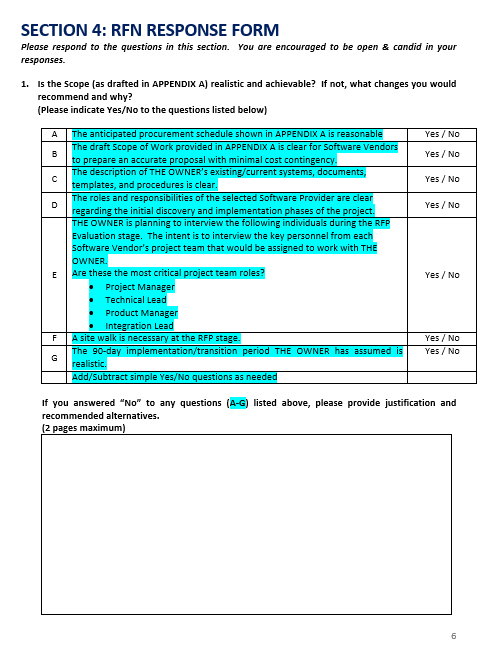 SECTION 4: RFN RESPONSE FORM
Please respond to the questions in this section. You are encouraged to be open & candid in your
responses.
1. Is the Scope (as drafted in APPENDIX A) realistic and achievable? If not, what changes you would
recommend and why?
(Please indicate Yes/No to the questions listed below)
A The anticipated procurement schedule shown in APPENDIX A is reasonable Yes / No
B The draft Scope of Work provided in APPENDIX A is clear for Software Vendors
to prepare an accurate proposal with minimal cost contingency. Yes / No
C The description of THE OWNER's existing/current systems, documents,
templates, and procedures is clear. Yes / No
D The roles and responsibilities of the selected Software Provider are clear
regarding the initial discovery and implementation phases of the project. Yes / No
E THE OWNER is planning to interview the following individuals during the RFP
Evaluation stage. The intent is to interview the key personnel from each
Software Vendor's project team that would be assigned to work with THE
OWNER.
Are these the most critical project team roles? Yes / No
• Project Manager
• Technical Lead
• Product Manager
• Integration Lead
F A site walk is necessary at the RFP stage. Yes / No
G The 90-day implementation/transition period THE OWNER has assumed is Yes / No
realistic.
Add/Subtract simple Yes/No questions as needed
If you answered “No” to any questions (A-G) listed above, please provide justification and
recommended alternatives.
(2 pages maximum)
6